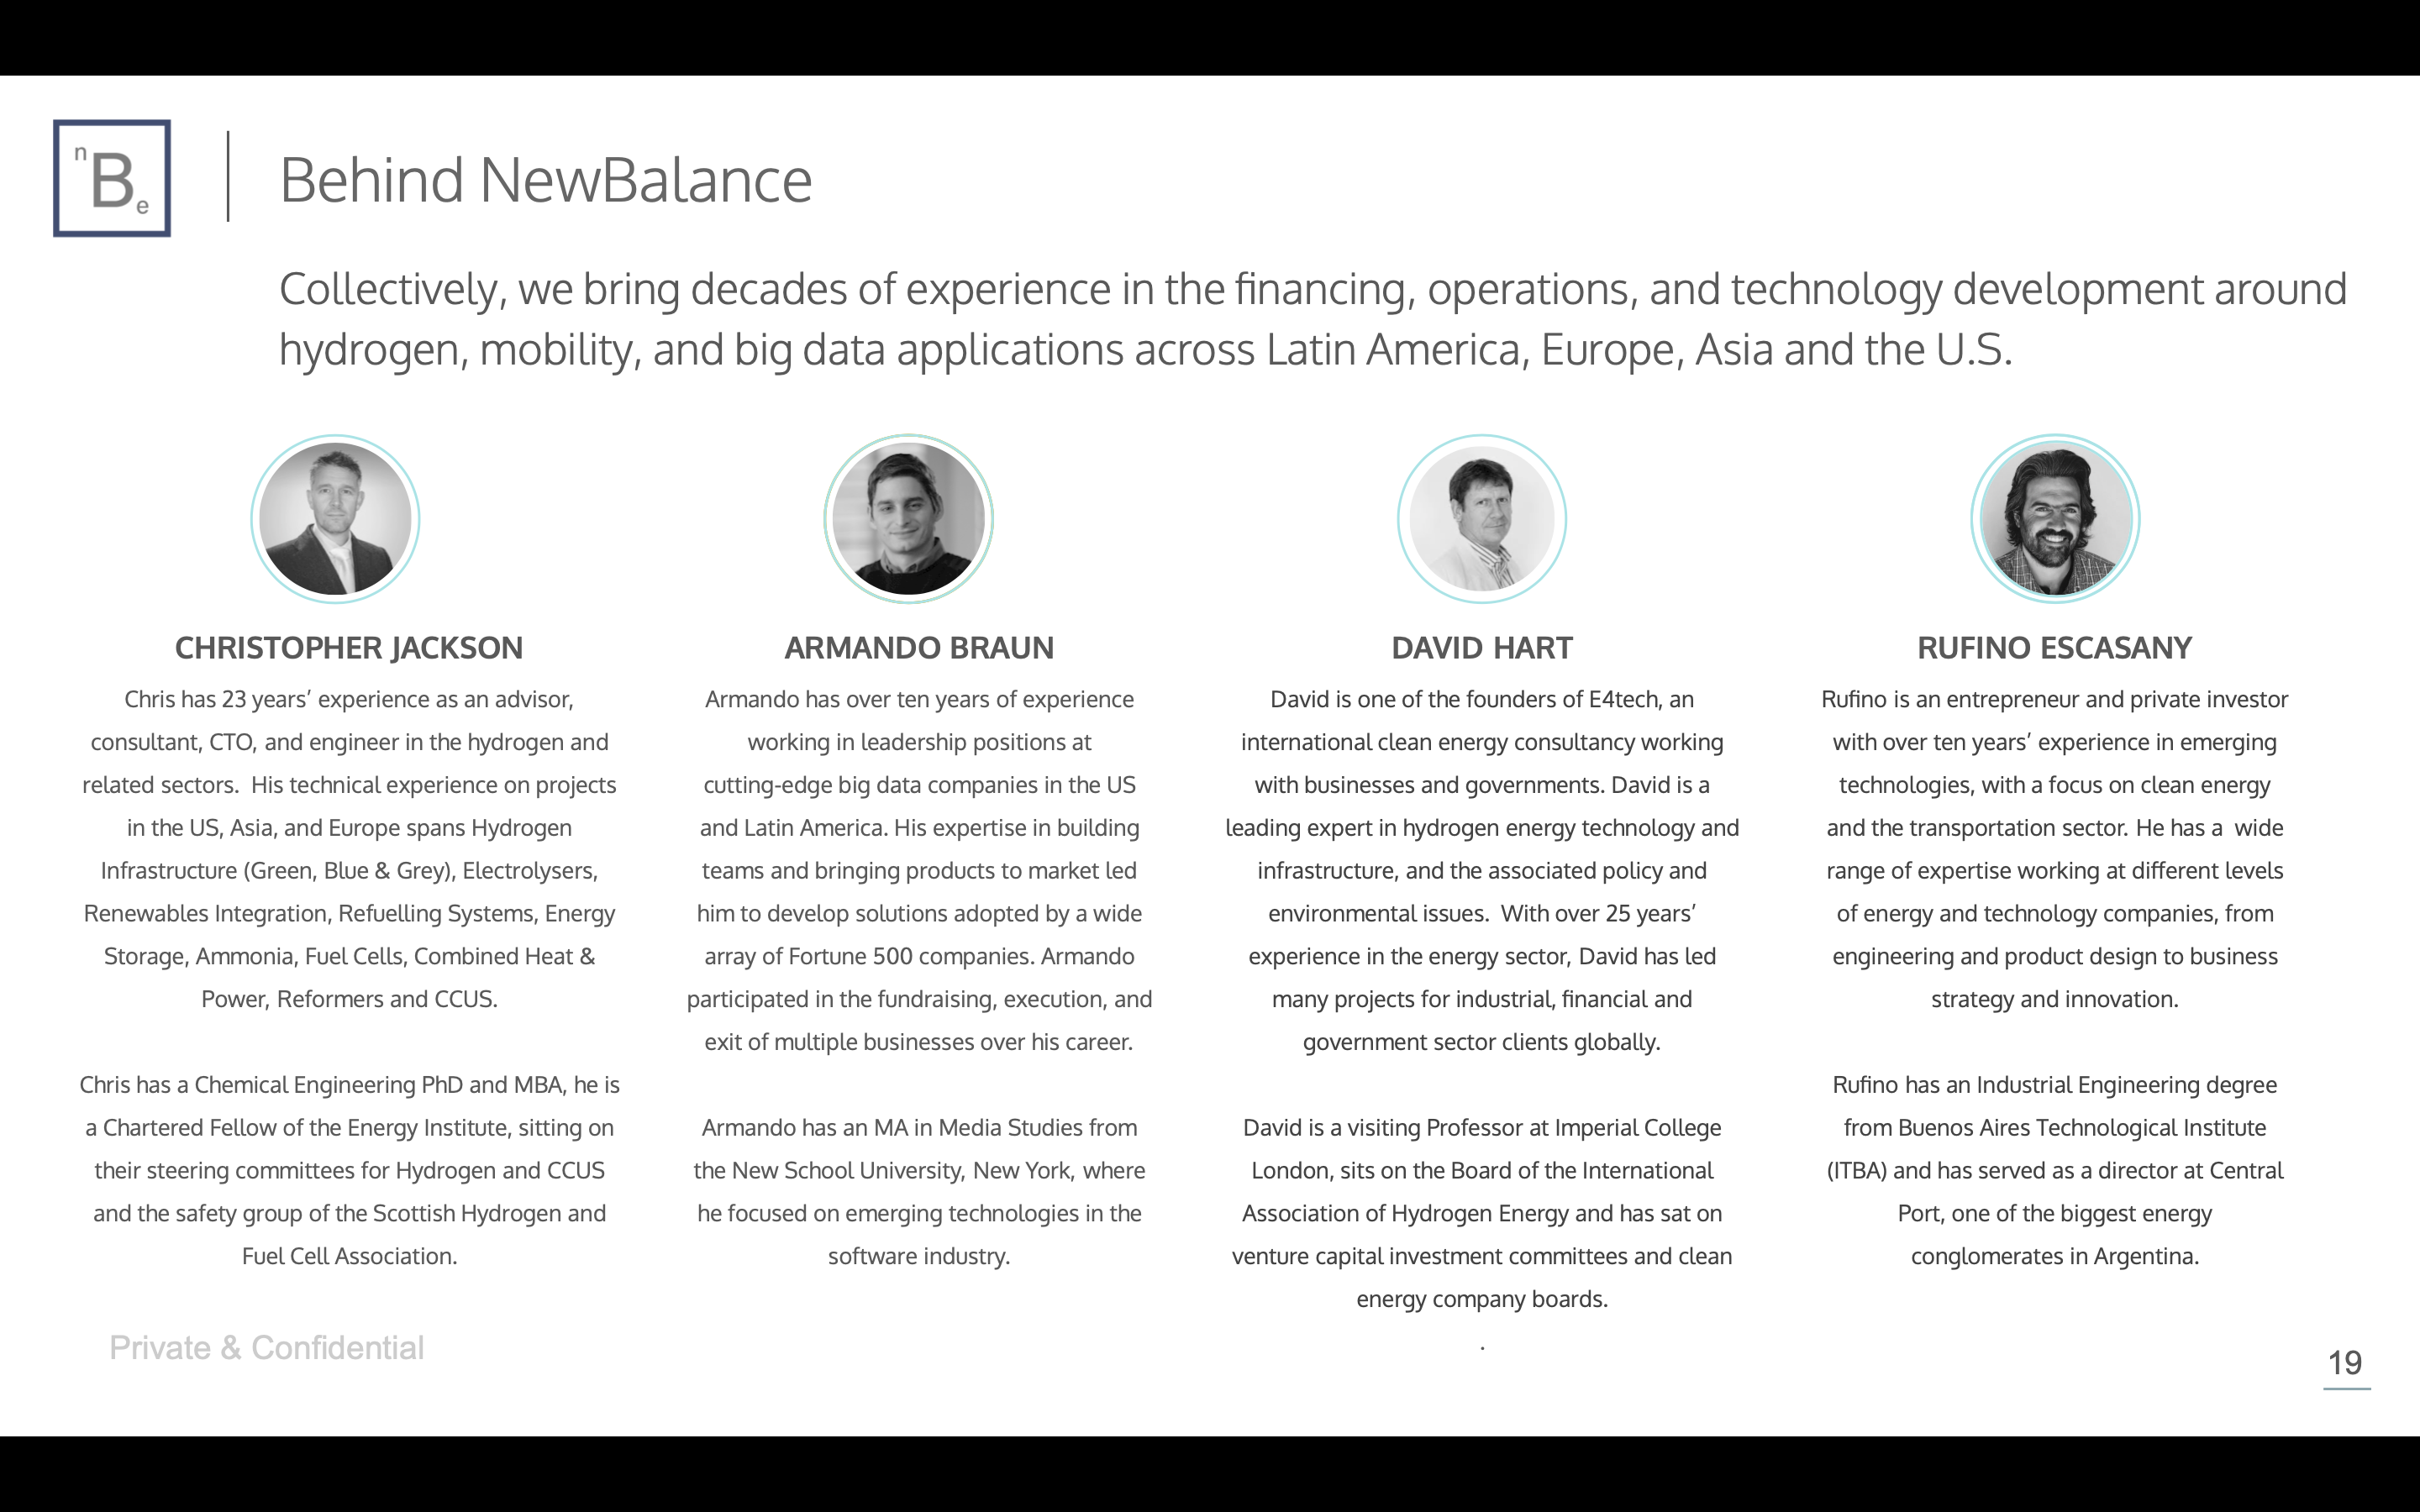 n
B
e
Behind NewBalance
Collectively, we bring decades of experience in the financing, operations, and technology development around
hydrogen, mobility, and big data applications across Latin America, Europe, Asia and the U.S.
CHRISTOPHER JACKSON
Chris has 23 years’ experience as an advisor,
consultant, CTO, and engineer in the hydrogen and
related sectors.  His technical experience on projects
in the US, Asia, and Europe spans Hydrogen
Infrastructure (Green, Blue & Grey), Electrolysers,
Renewables Integration, Refuelling Systems, Energy
Storage, Ammonia, Fuel Cells, Combined Heat &
Power, Reformers and CCUS.
Chris has a Chemical Engineering PhD and MBA, he is
a Chartered Fellow of the Energy Institute, sitting on
their steering committees for Hydrogen and CCUS
and the safety group of the Scottish Hydrogen and
Fuel Cell Association.
ARMANDO BRAUN
Armando has over ten years of experience
working in leadership positions at
cutting-edge big data companies in the US
and Latin America. His expertise in building
teams and bringing products to market led
him to develop solutions adopted by a wide
array of Fortune 500 companies. Armando
participated in the fundraising, execution, and
exit of multiple businesses over his career.
Armando has an MA in Media Studies from
the New School University, New York, where
he focused on emerging technologies in the
software industry.
DAVID HART
David is one of the founders of E4tech, an
international clean energy consultancy working
with businesses and governments. David is a
leading expert in hydrogen energy technology and
infrastructure, and the associated policy and
environmental issues.  With over 25 years’
experience in the energy sector, David has led
many projects for industrial, financial and
government sector clients globally.
David is a visiting Professor at Imperial College
London, sits on the Board of the International
Association of Hydrogen Energy and has sat on
venture capital investment committees and clean
energy company boards.
.
RUFINO ESCASANY
Rufino is an entrepreneur and private investor
with over ten years’ experience in emerging
technologies, with a focus on clean energy
and the transportation sector. He has a  wide
range of expertise working at different levels
of energy and technology companies, from
engineering and product design to business
strategy and innovation.
Rufino has an Industrial Engineering degree
from Buenos Aires Technological Institute
(ITBA) and has served as a director at Central
Port, one of the biggest energy
conglomerates in Argentina.
Private & Confidential
19